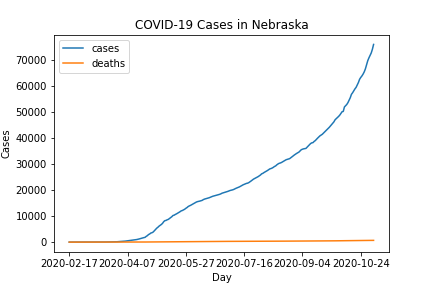 COVID-19 Cases in Nebraska
cases
deaths
Cases
70000
60000
50000
40000
30000
20000
10000
0
2020-02-17 2020-04-07 2020-05-27 2020-07-16 2020-09-04 2020-10-24
Day